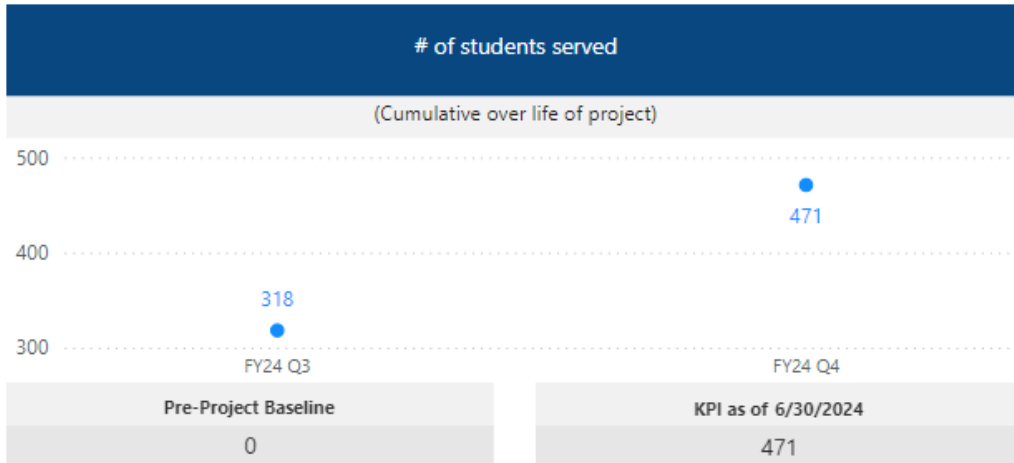 # of students served
(Cumulative over life of project)
500
471
400
318
300
FY24 Q3 FY24 Q4
Pre-Project Baseline KPI as of 6/30/2024
0 471